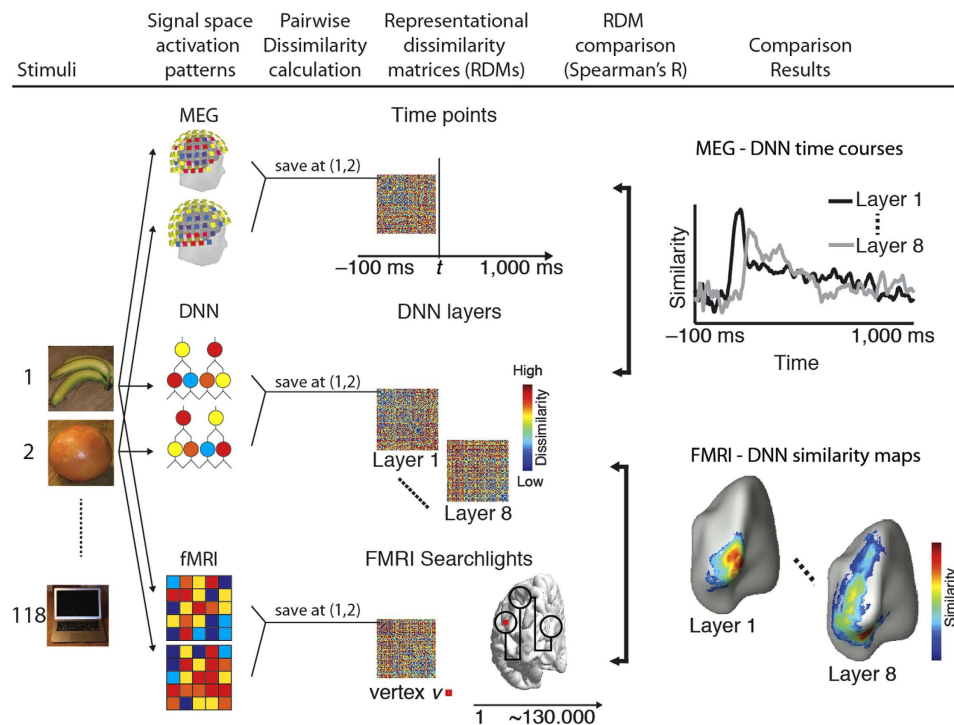 Stimuli
Signal space
activation
patterns
Pairwise
Dissimilarity
calculation
Representational
dissimilarity
matrices (RDMs)
RDM
comparison
(Spearman's R)
Comparison
Results
MEG
save at (1,2)
Time points
−100 ms
t
1,000 ms
MEG - DNN time courses
Similarity
Layer 1
Layer 8
-100 ms
1,000 ms
Time
1
2
118
DNN
save at (1,2)
DNN layers
Layer 1
Layer 8
High
Dissimilarity
Low
FMRI - DNN similarity maps
Layer 1
Layer 8
Similarity
fMRI
save at (1,2)
FMRI Searchlights
vertex v
1
~130.000